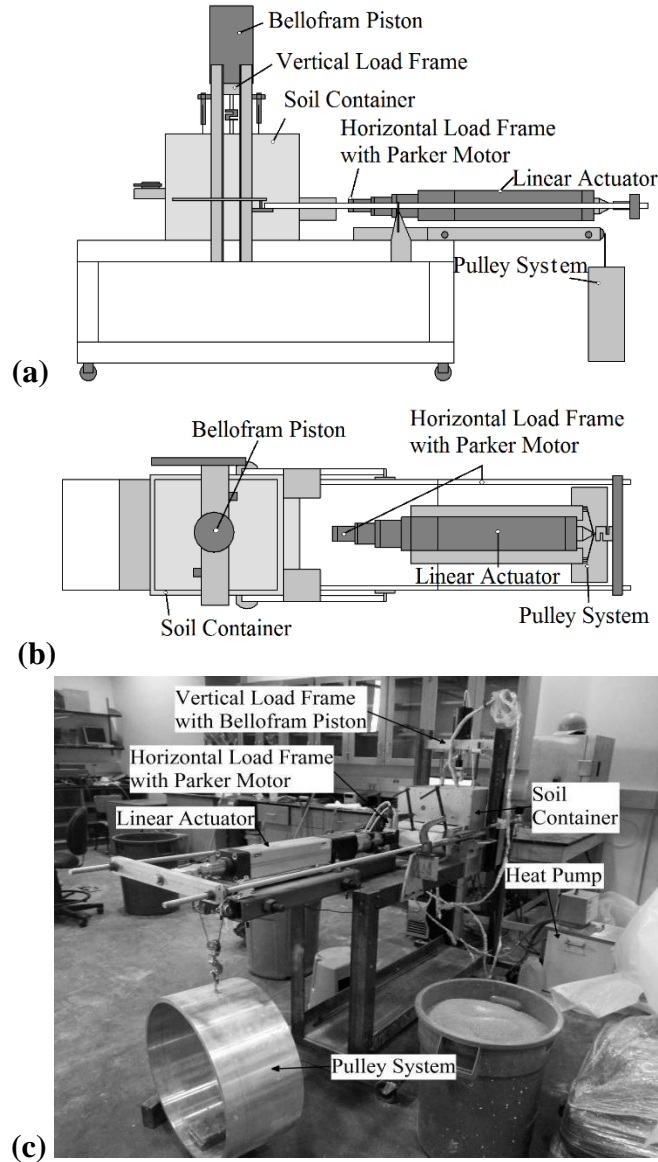 Bellofram Piston
Vertical Load Frame
Soil Container
Horizontal Load Frame
with Parker Motor
Linear Actuator
Pulley System
(a)
Horizontal Load Frame
with Parker Motor
Bellofram Piston
Linear Actuator
Soil Container
Pulley System
(b)
Vertical Load Frame
with Bellofram Piston
Horizontal Load Frame
with Parker Motor
Linear Actuator
Soil
Container
Heat Pump
Pulley System
(c)